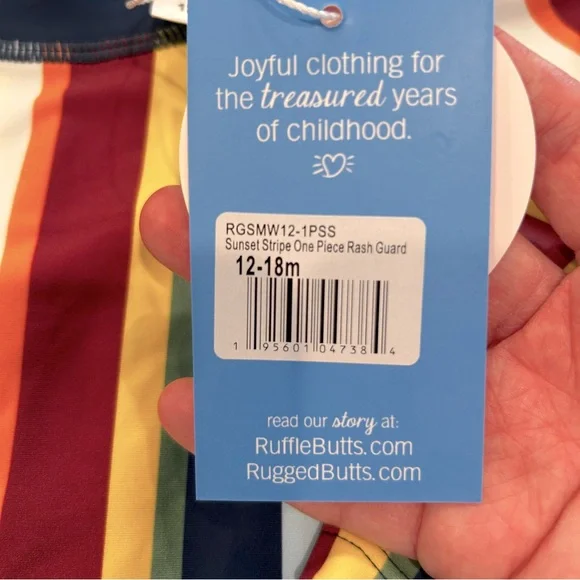 Joyful clothing for
the treasured years
of childhood.
RGSMW12-1PSS
Sunset Stripe One Piece Rash Guard
12-18m
1 95601 04738 4
read our story at:
RuffleButts.com
RuggedButts.com